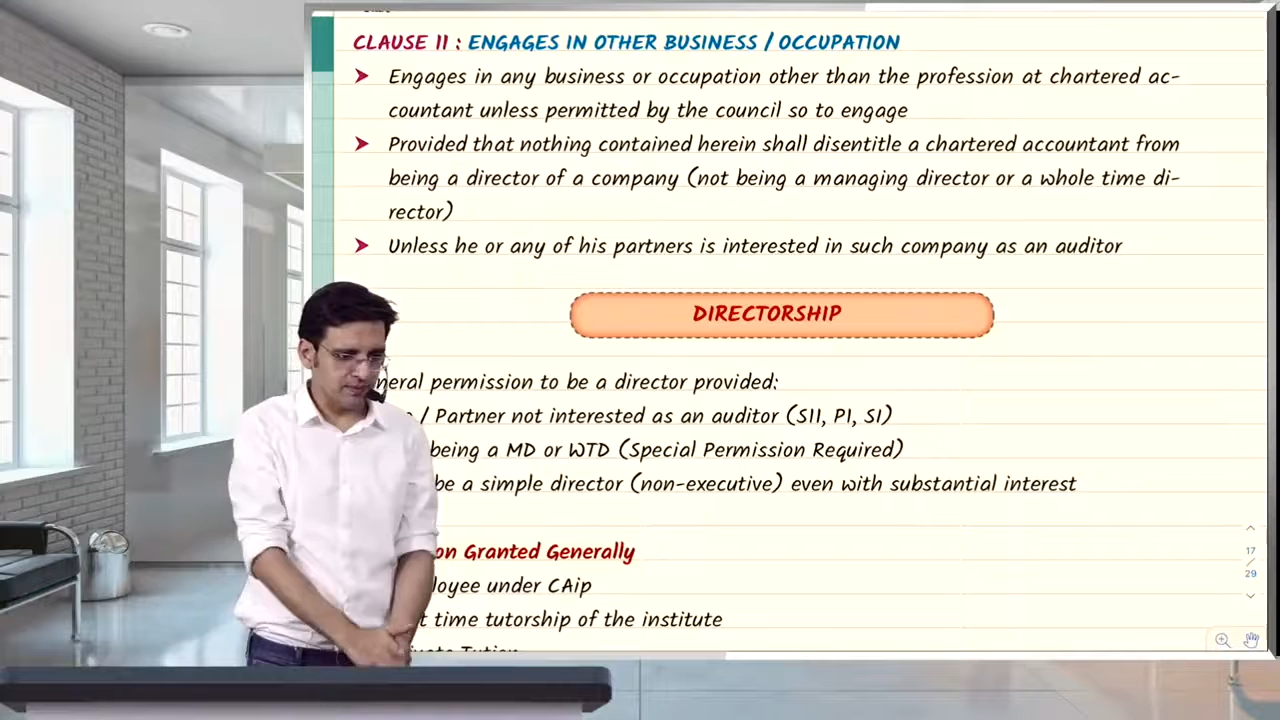 CLAUSE 11 : ENGAGES IN OTHER BUSINESS / OCCUPATION
➤ Engages in any business or occupation other than the profession at chartered ac-
countant unless permitted by the council so to engage
➤ Provided that nothing contained herein shall disentitle a chartered accountant from
being a director of a company (not being a managing director or a whole time di-
rector)
➤ Unless he or any of his partners is interested in such company as an auditor
DIRECTORSHIP
neral permission to be a director provided:
/ Partner not interested as an auditor (SII, PI, SI)
being a MD or WTD (Special Permission Required)
be a simple director (non-executive) even with substantial interest
on Granted Generally
loyee under CAip
t time tutorship of the institute
17
/
29